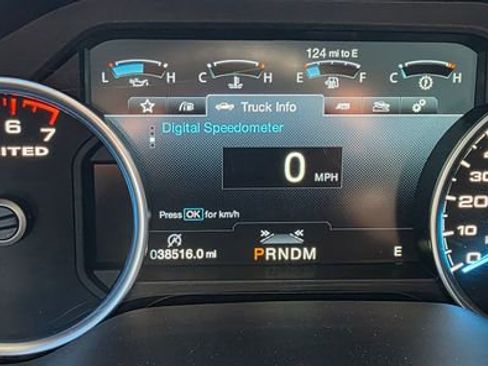 124 mi to E
L H C H E F C H
Truck Info
Digital Speedometer
0 MPH
Press OK for km/h
038516.0 mi
PRNDM
E
6
7
ITED
30
20
10
0